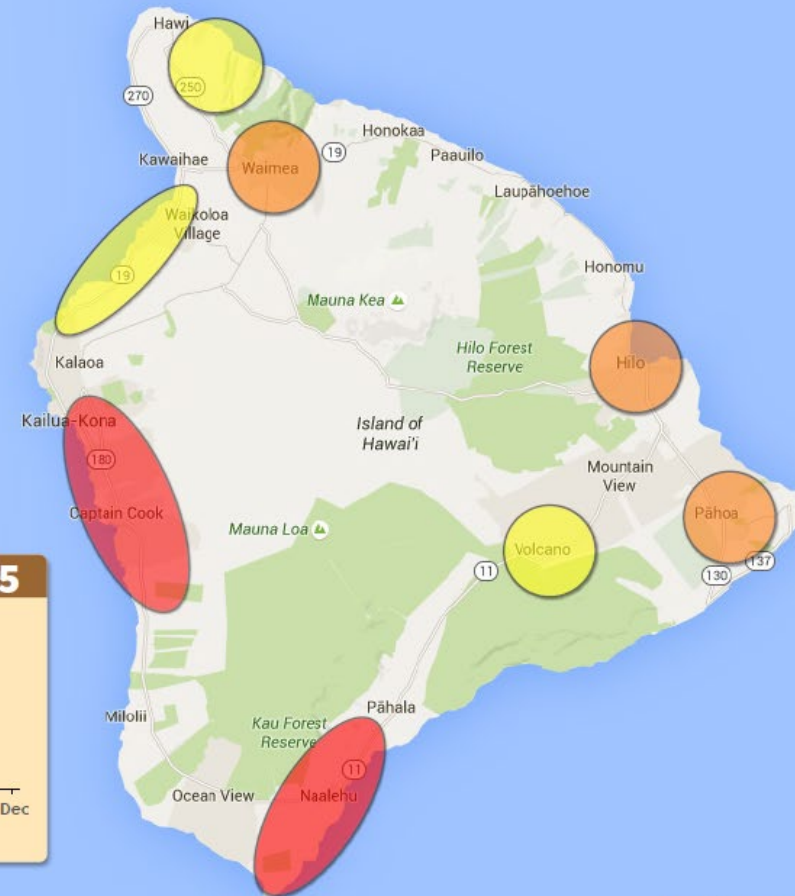 Hawi
250
270
Honokaa
19
Kawaihae
Waimea
Paauilo
Laupāhoehoe
Waikoloa
Village
Honomu
19
Mauna Kea
Hilo Forest
Reserve
Kalaoa
Hilo
Kailua-Kona
Island of
Hawai'i
180
Mountain
View
Captain Cook
Pāhoa
Mauna Loa
Volcano
5
11
130
137
Pāhala
Milolii
Kau Forest
Reserve
11
Ocean View
Naalehu
Dec